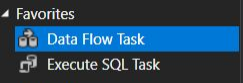 Favorites
Data Flow Task
Execute SQL Task